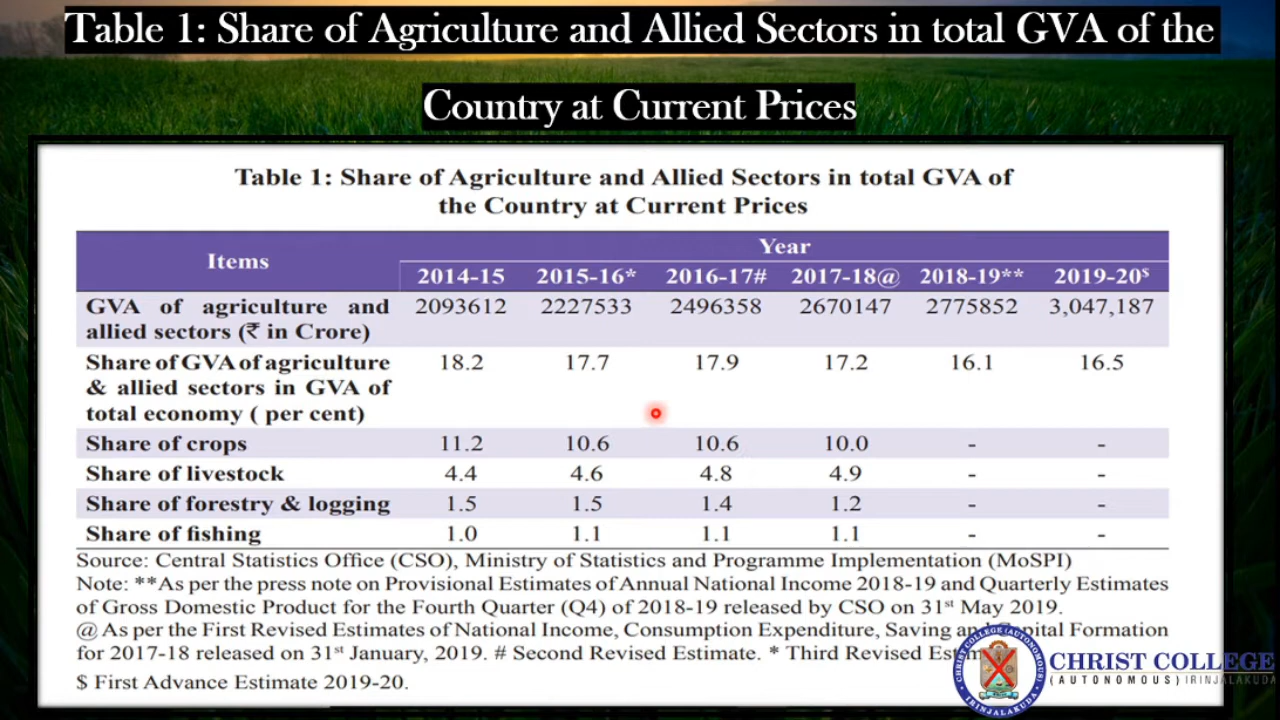 Table 1: Share of Agriculture and Allied Sectors in total GVA of the
Country at Current Prices
Table 1: Share of Agriculture and Allied Sectors in total GVA of
the Country at Current Prices
Items Year
2014-15 2015-16* 2016-17# 2017-18@ 2018-19** 2019-20$
GVA of agriculture and 2093612 2227533 2496358 2670147 2775852 3,047,187
allied sectors (₹ in Crore)
Share of GVA of agriculture 18.2 17.7 17.9 17.2 16.1 16.5
& allied sectors in GVA of
total economy ( per cent)
Share of crops 11.2 10.6 10.6 10.0 - -
Share of livestock 4.4 4.6 4.8 4.9 - -
Share of forestry & logging 1.5 1.5 1.4 1.2 - -
Share of fishing 1.0 1.1 1.1 1.1 - -
Source: Central Statistics Office (CSO), Ministry of Statistics and Programme Implementation (MoSPI)
Note: **As per the press note on Provisional Estimates of Annual National Income 2018-19 and Quarterly Estimates
of Gross Domestic Product for the Fourth Quarter (Q4) of 2018-19 released by CSO on 31st May 2019.
@ As per the First Revised Estimates of National Income, Consumption Expenditure, Saving and Capital Formation
for 2017-18 released on 31st January, 2019. # Second Revised Estimate. * Third Revised
$ First Advance Estimate 2019-20.
CHRIST COLLEGE (AUTONOMOUS)
IRINJALAKUDA
CHRIST COLLEGE
(AUTONOMOUS) IRINJALAKUDA